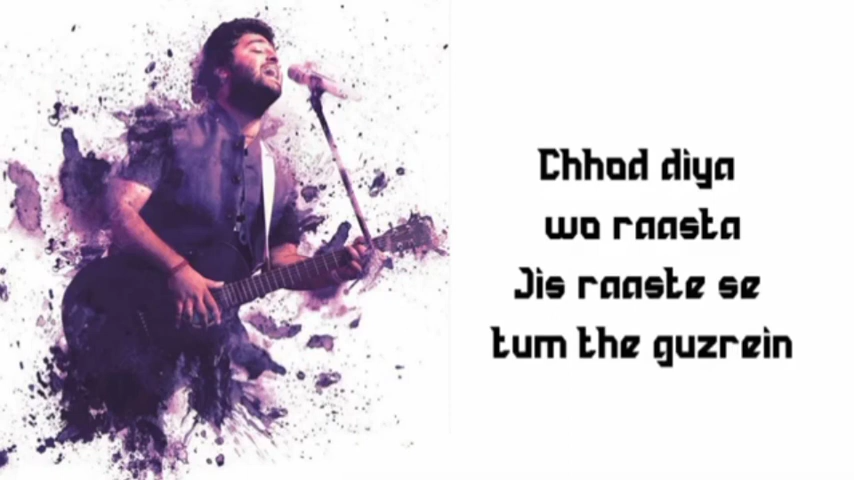 Chhod diya
wo raasta
Jis raaste se
tum the guzrein